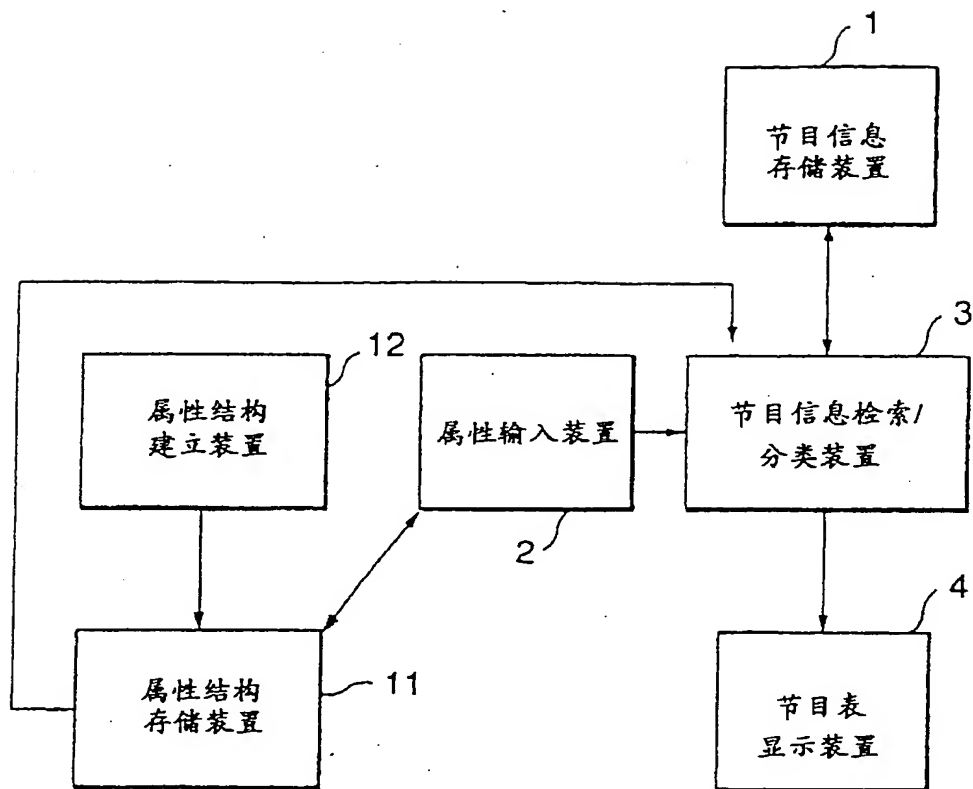 1
节目信息
存储装置
3
12
属性结构
建立装置
属性输入装置
节目信息检索/
分类装置
2
4
属性结构
存储装置
11
节目表
显示装置